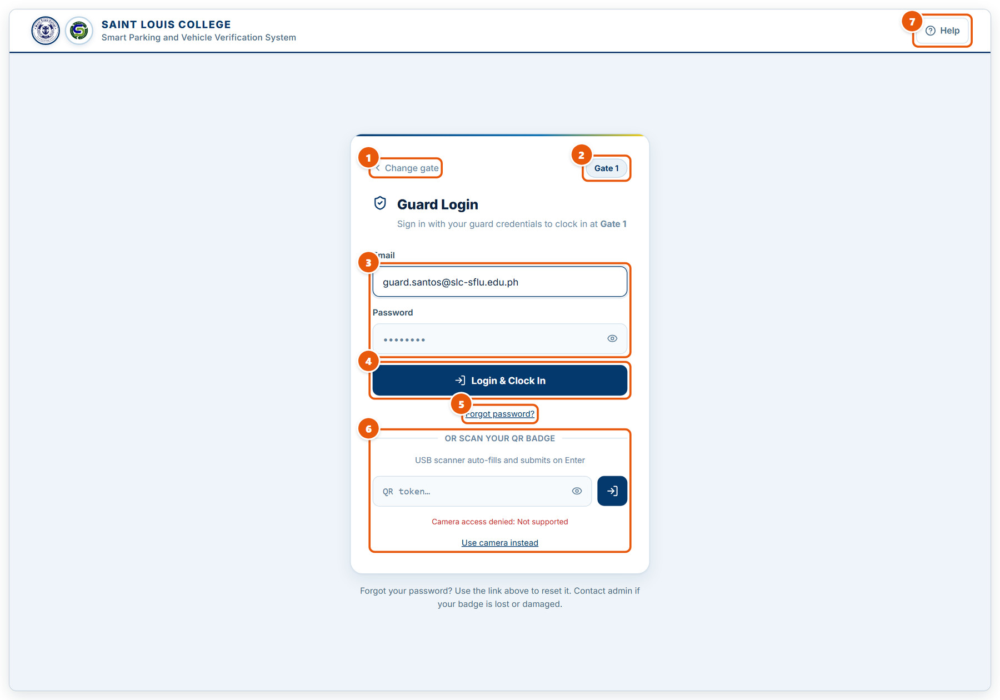 SAINT LOUIS COLLEGE
Smart Parking and Vehicle Verification System
7
Help
1
Change gate
2
Gate 1
Guard Login
Sign in with your guard credentials to clock in at Gate 1
Email
3
guard.santos@slc-sflu.edu.ph
Password
••••••••
4
Login & Clock In
5
Forgot password?
6
OR SCAN YOUR QR BADGE
USB scanner auto-fills and submits on Enter
QR token…
Camera access denied: Not supported
Use camera instead
Forgot your password? Use the link above to reset it. Contact admin if
your badge is lost or damaged.